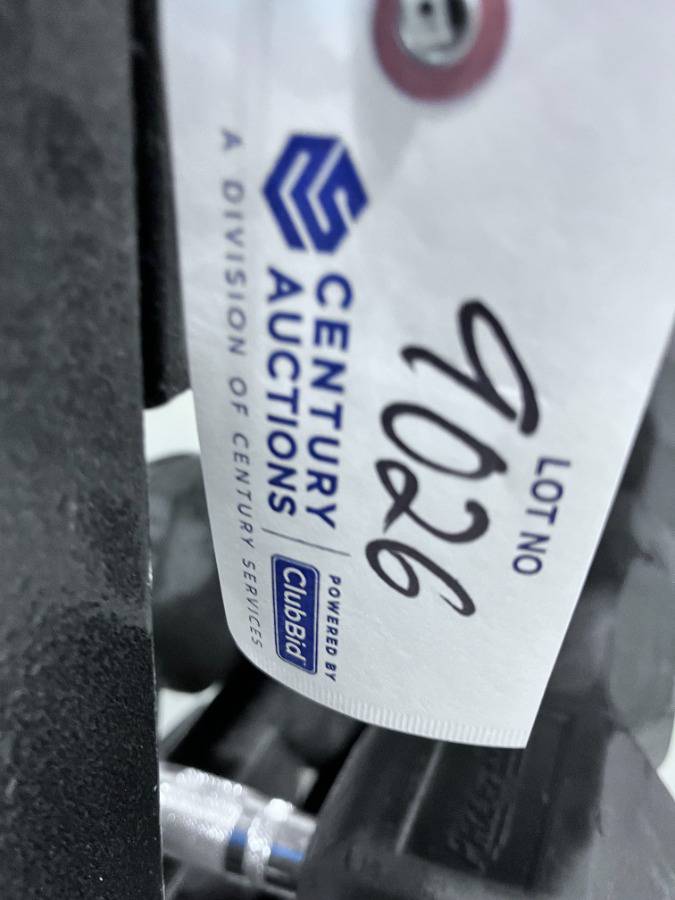 LOT NO
9026
CENTURY
AUCTIONS
POWERED BY
ClubBid
A DIVISION OF CENTURY SERVICES